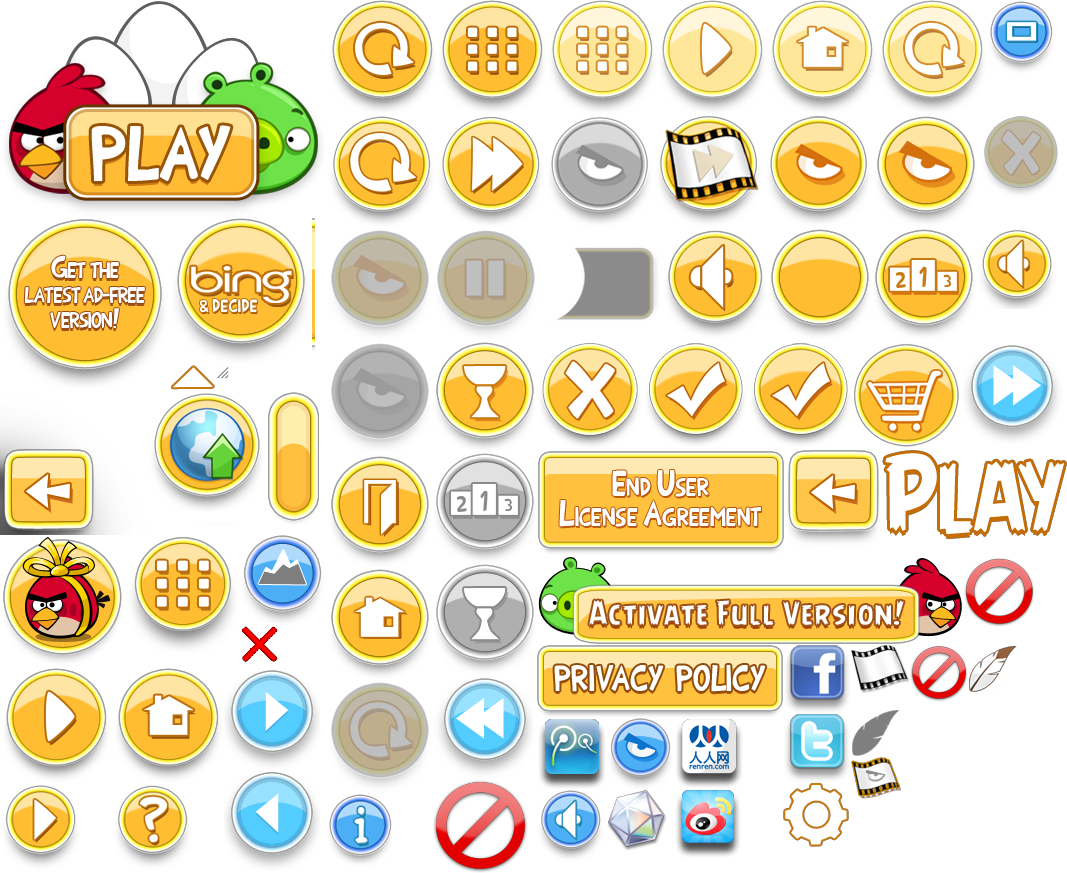 PLAY
GET THE
LATEST AD-FREE
VERSION!
bing
& DECIDE
2 1 3
2 1 3
END USER
LICENSE AGREEMENT
PLAY
ACTIVATE FULL VERSION!
f
PRIVACY POLICY
t
人人网
renren.com
?
i